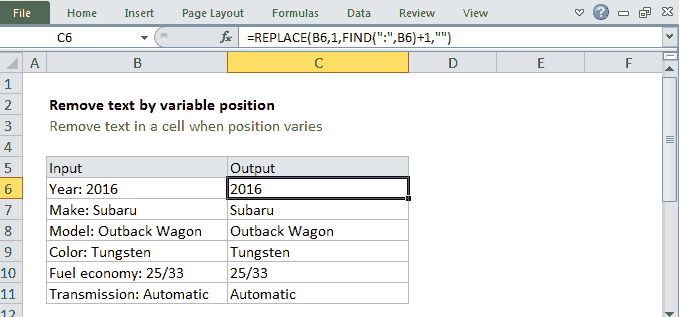 File Home Insert Page Layout Formulas Data Review View
C6 fx =REPLACE(B6,1,FIND(":",B6)+1,"")
A B C D E F
1
2 Remove text by variable position
3 Remove text in a cell when position varies
4
5 Input Output
6 Year: 2016 2016
7 Make: Subaru Subaru
8 Model: Outback Wagon Outback Wagon
9 Color: Tungsten Tungsten
10 Fuel economy: 25/33 25/33
11 Transmission: Automatic Automatic
12